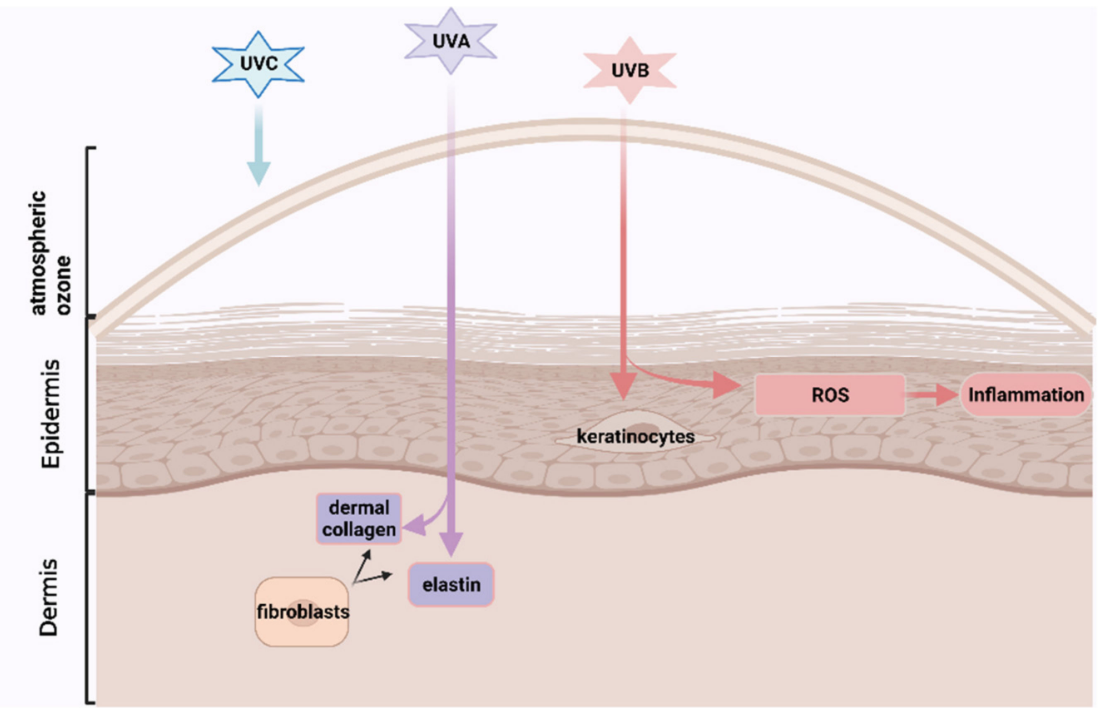 UVC
UVA
UVB
atmospheric
ozone
Epidermis
Dermis
ROS
Inflammation
keratinocytes
dermal
collagen
elastin
fibroblasts